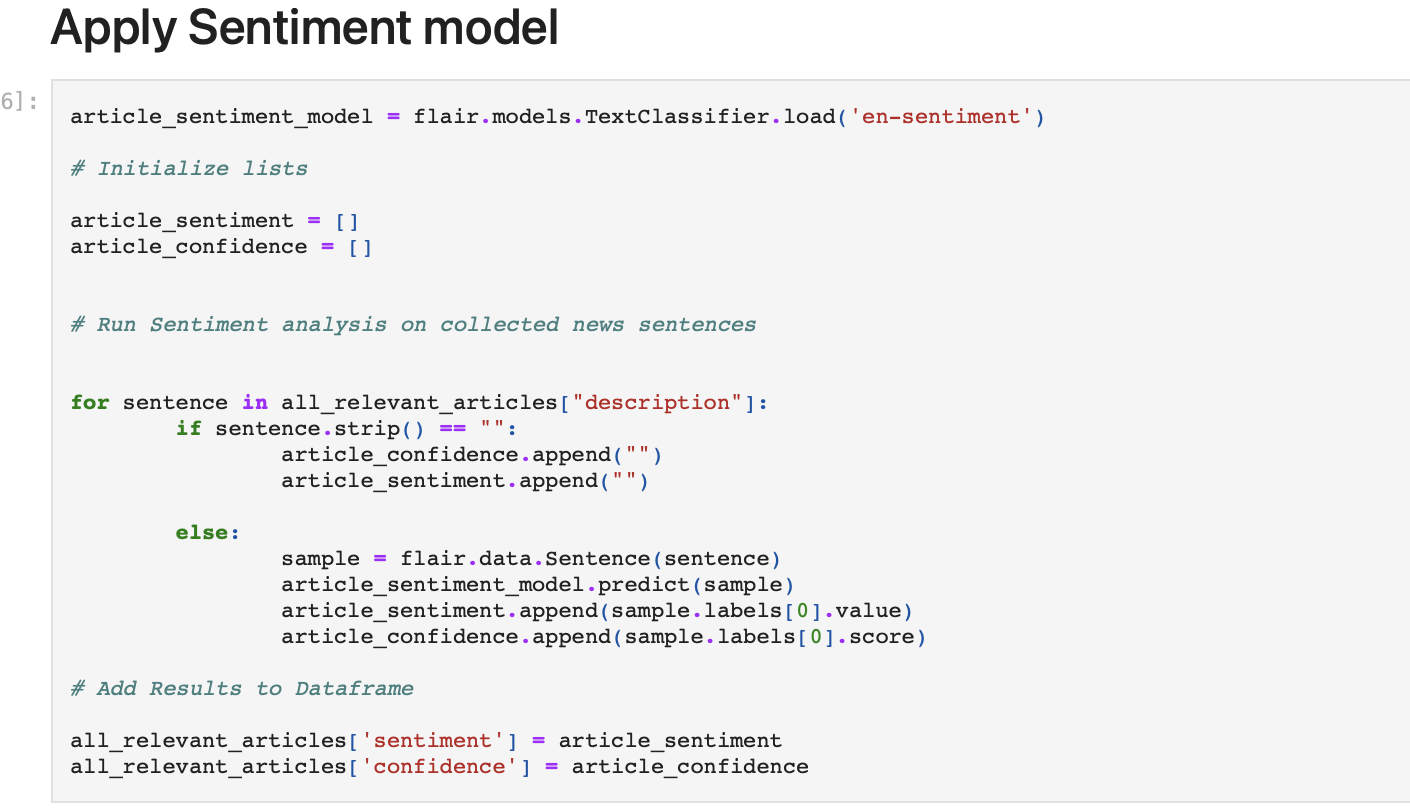 Apply Sentiment model
6]:
article_sentiment_model = flair.models.TextClassifier.load('en-sentiment')
# Initialize lists
article_sentiment = []
article_confidence = []
# Run Sentiment analysis on collected news sentences
for sentence in all_relevant_articles["description"]:
        if sentence.strip() == "":
                article_confidence.append("")
                article_sentiment.append("")
        else:
                sample = flair.data.Sentence(sentence)
                article_sentiment_model.predict(sample)
                article_sentiment.append(sample.labels[0].value)
                article_confidence.append(sample.labels[0].score)
# Add Results to Dataframe
all_relevant_articles['sentiment'] = article_sentiment
all_relevant_articles['confidence'] = article_confidence